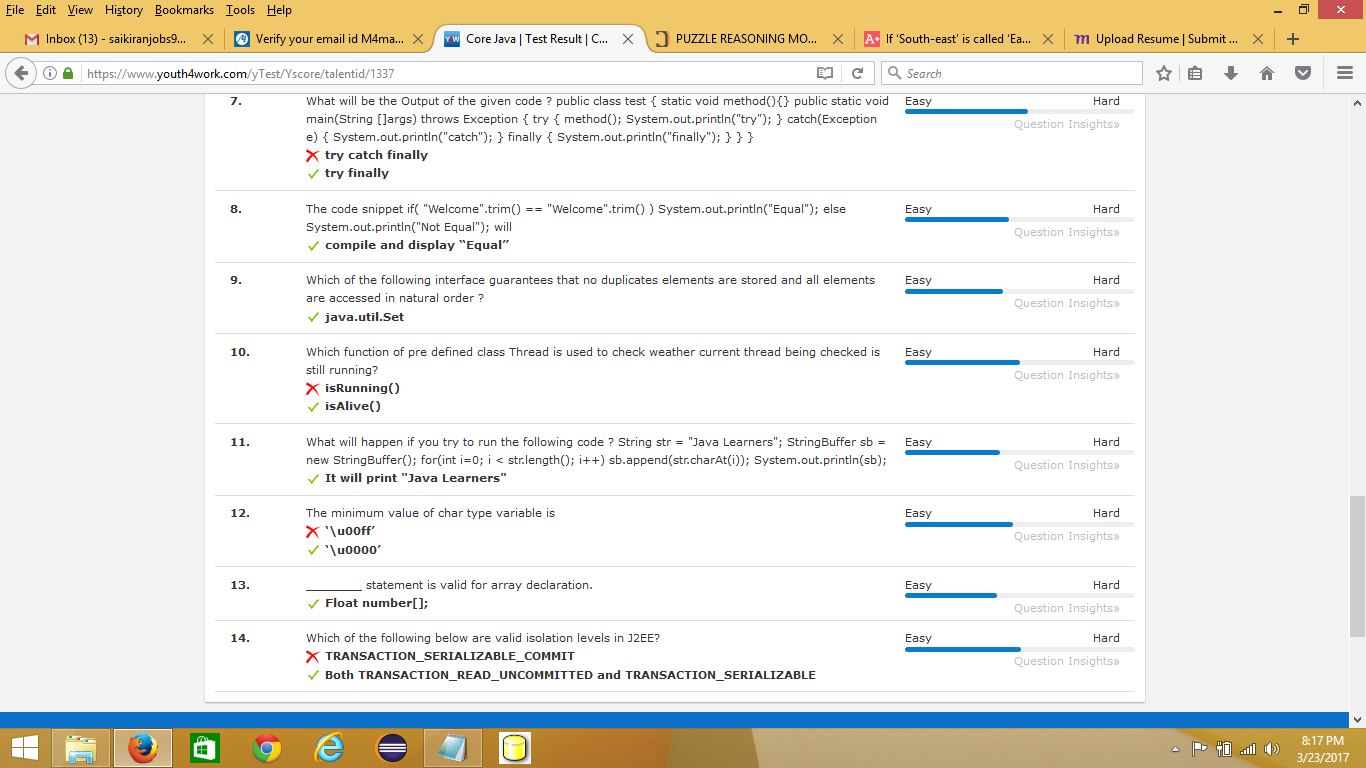 File Edit View History Bookmarks Tools Help
Inbox (13) - saikiranjobs9... Verify your email id M4ma... Core Java | Test Result | C... PUZZLE REASONING MO... If 'South-east' is called 'Ea... Upload Resume | Submit ...
https://www.youth4work.com/yTest/Yscore/talentid/1337 Search
7. What will be the Output of the given code ? public class test { static void method(){} public static void Easy Hard
main(String []args) throws Exception { try { method(); System.out.println("try"); } catch(Exception
Question Insights»
e) { System.out.println("catch"); } finally { System.out.println("finally"); } } }
try catch finally
try finally
8. The code snippet if( "Welcome".trim() == "Welcome".trim() ) System.out.println("Equal"); else Easy Hard
System.out.println("Not Equal"); will Question Insights»
compile and display “Equal”
9. Which of the following interface guarantees that no duplicates elements are stored and all elements Easy Hard
are accessed in natural order ? Question Insights»
java.util.Set
10. Which function of pre defined class Thread is used to check weather current thread being checked is Easy Hard
still running? Question Insights»
isRunning()
isAlive()
11. What will happen if you try to run the following code ? String str = "Java Learners"; StringBuffer sb = Easy Hard
new StringBuffer(); for(int i=0; i < str.length(); i++) sb.append(str.charAt(i)); System.out.println(sb); Question Insights»
It will print "Java Learners"
12. The minimum value of char type variable is Easy Hard
‘\u00ff’ Question Insights»
‘\u0000’
13. ________ statement is valid for array declaration. Easy Hard
Float number[]; Question Insights»
14. Which of the following below are valid isolation levels in J2EE? Easy Hard
TRANSACTION_SERIALIZABLE_COMMIT Question Insights»
Both TRANSACTION_READ_UNCOMMITTED and TRANSACTION_SERIALIZABLE
8:17 PM
3/23/2017